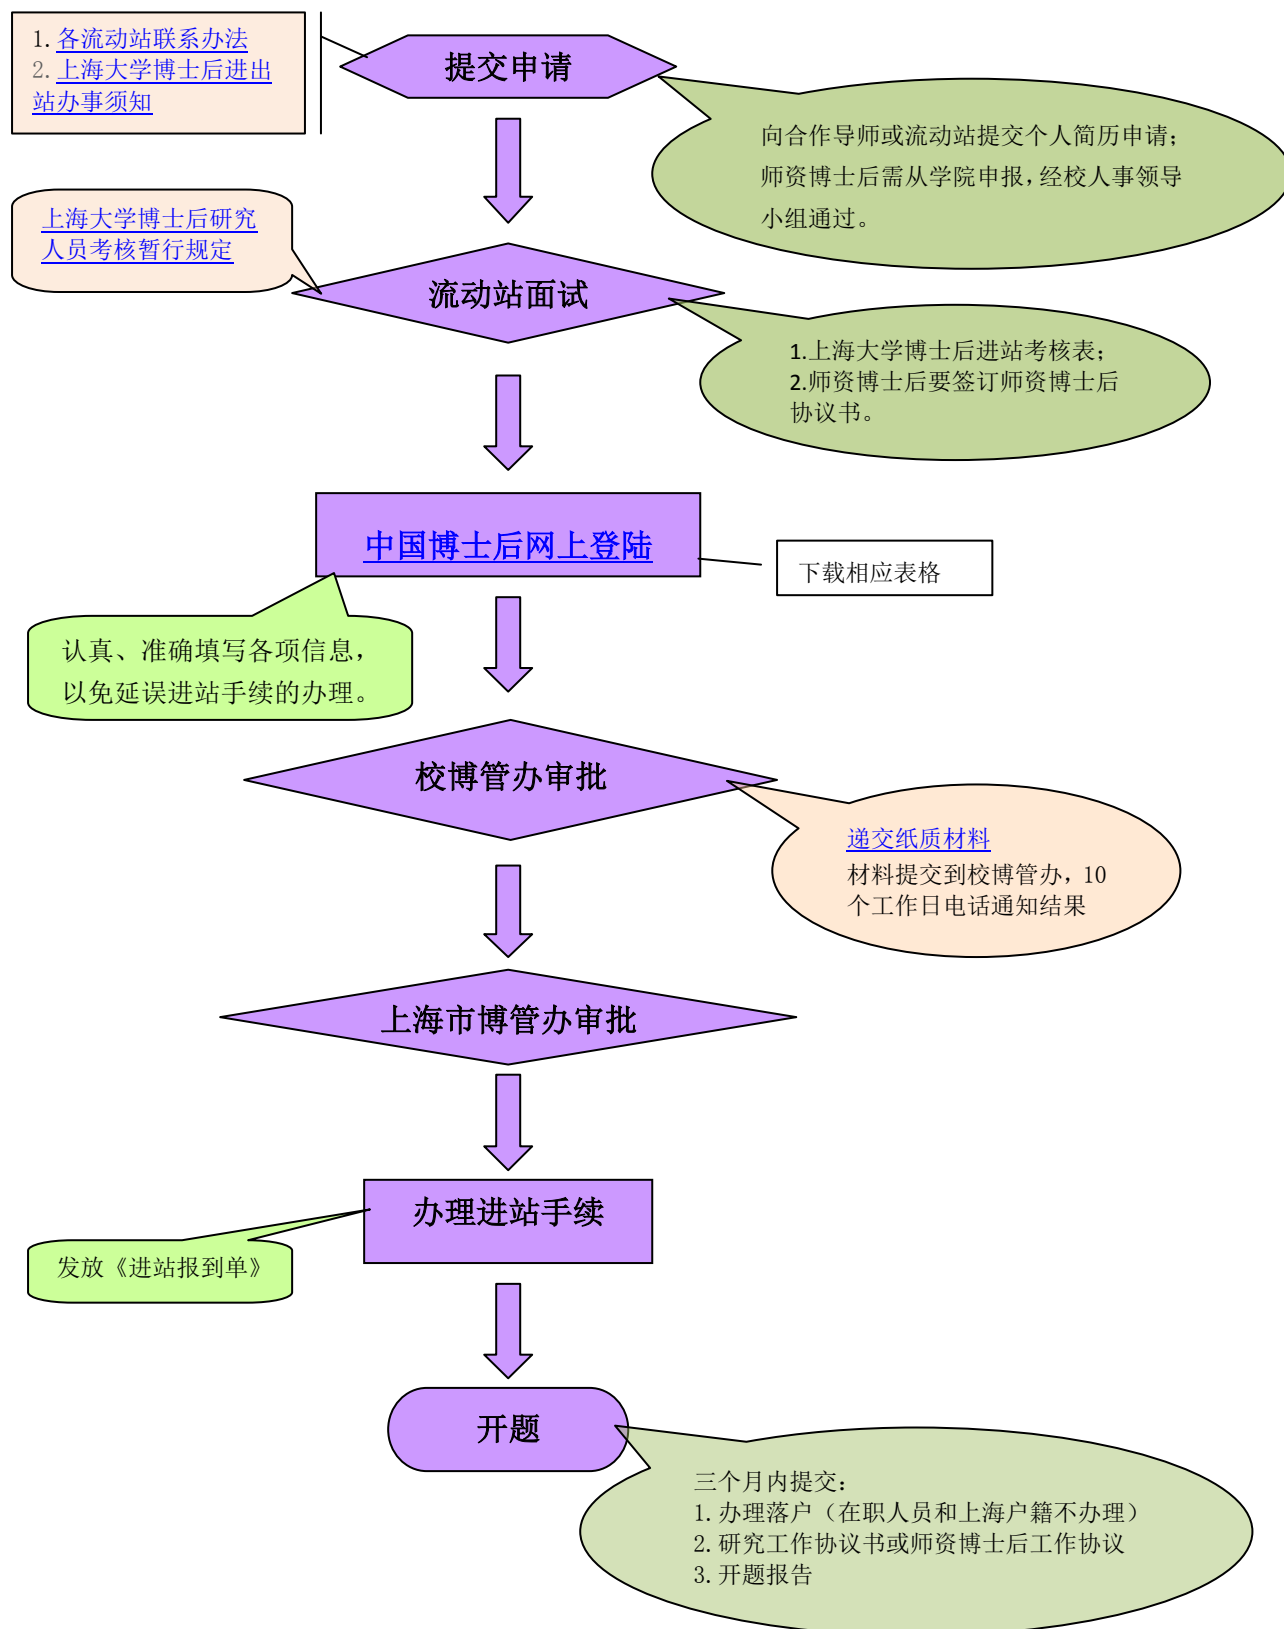 1. 各流动站联系办法
2. 上海大学博士后进出
站办事须知
提交申请
向合作导师或流动站提交个人简历申请；
师资博士后需从学院申报，经校人事领导
小组通过。
上海大学博士后研究
人员考核暂行规定
流动站面试
1.上海大学博士后进站考核表；
2.师资博士后要签订师资博士后
协议书。
中国博士后网上登陆
下载相应表格
认真、准确填写各项信息，
以免延误进站手续的办理。
校博管办审批
递交纸质材料
材料提交到校博管办，10
个工作日电话通知结果
上海市博管办审批
办理进站手续
发放《进站报到单》
开题
三个月内提交：
1. 办理落户（在职人员和上海户籍不办理）
2. 研究工作协议书或师资博士后工作协议
3. 开题报告